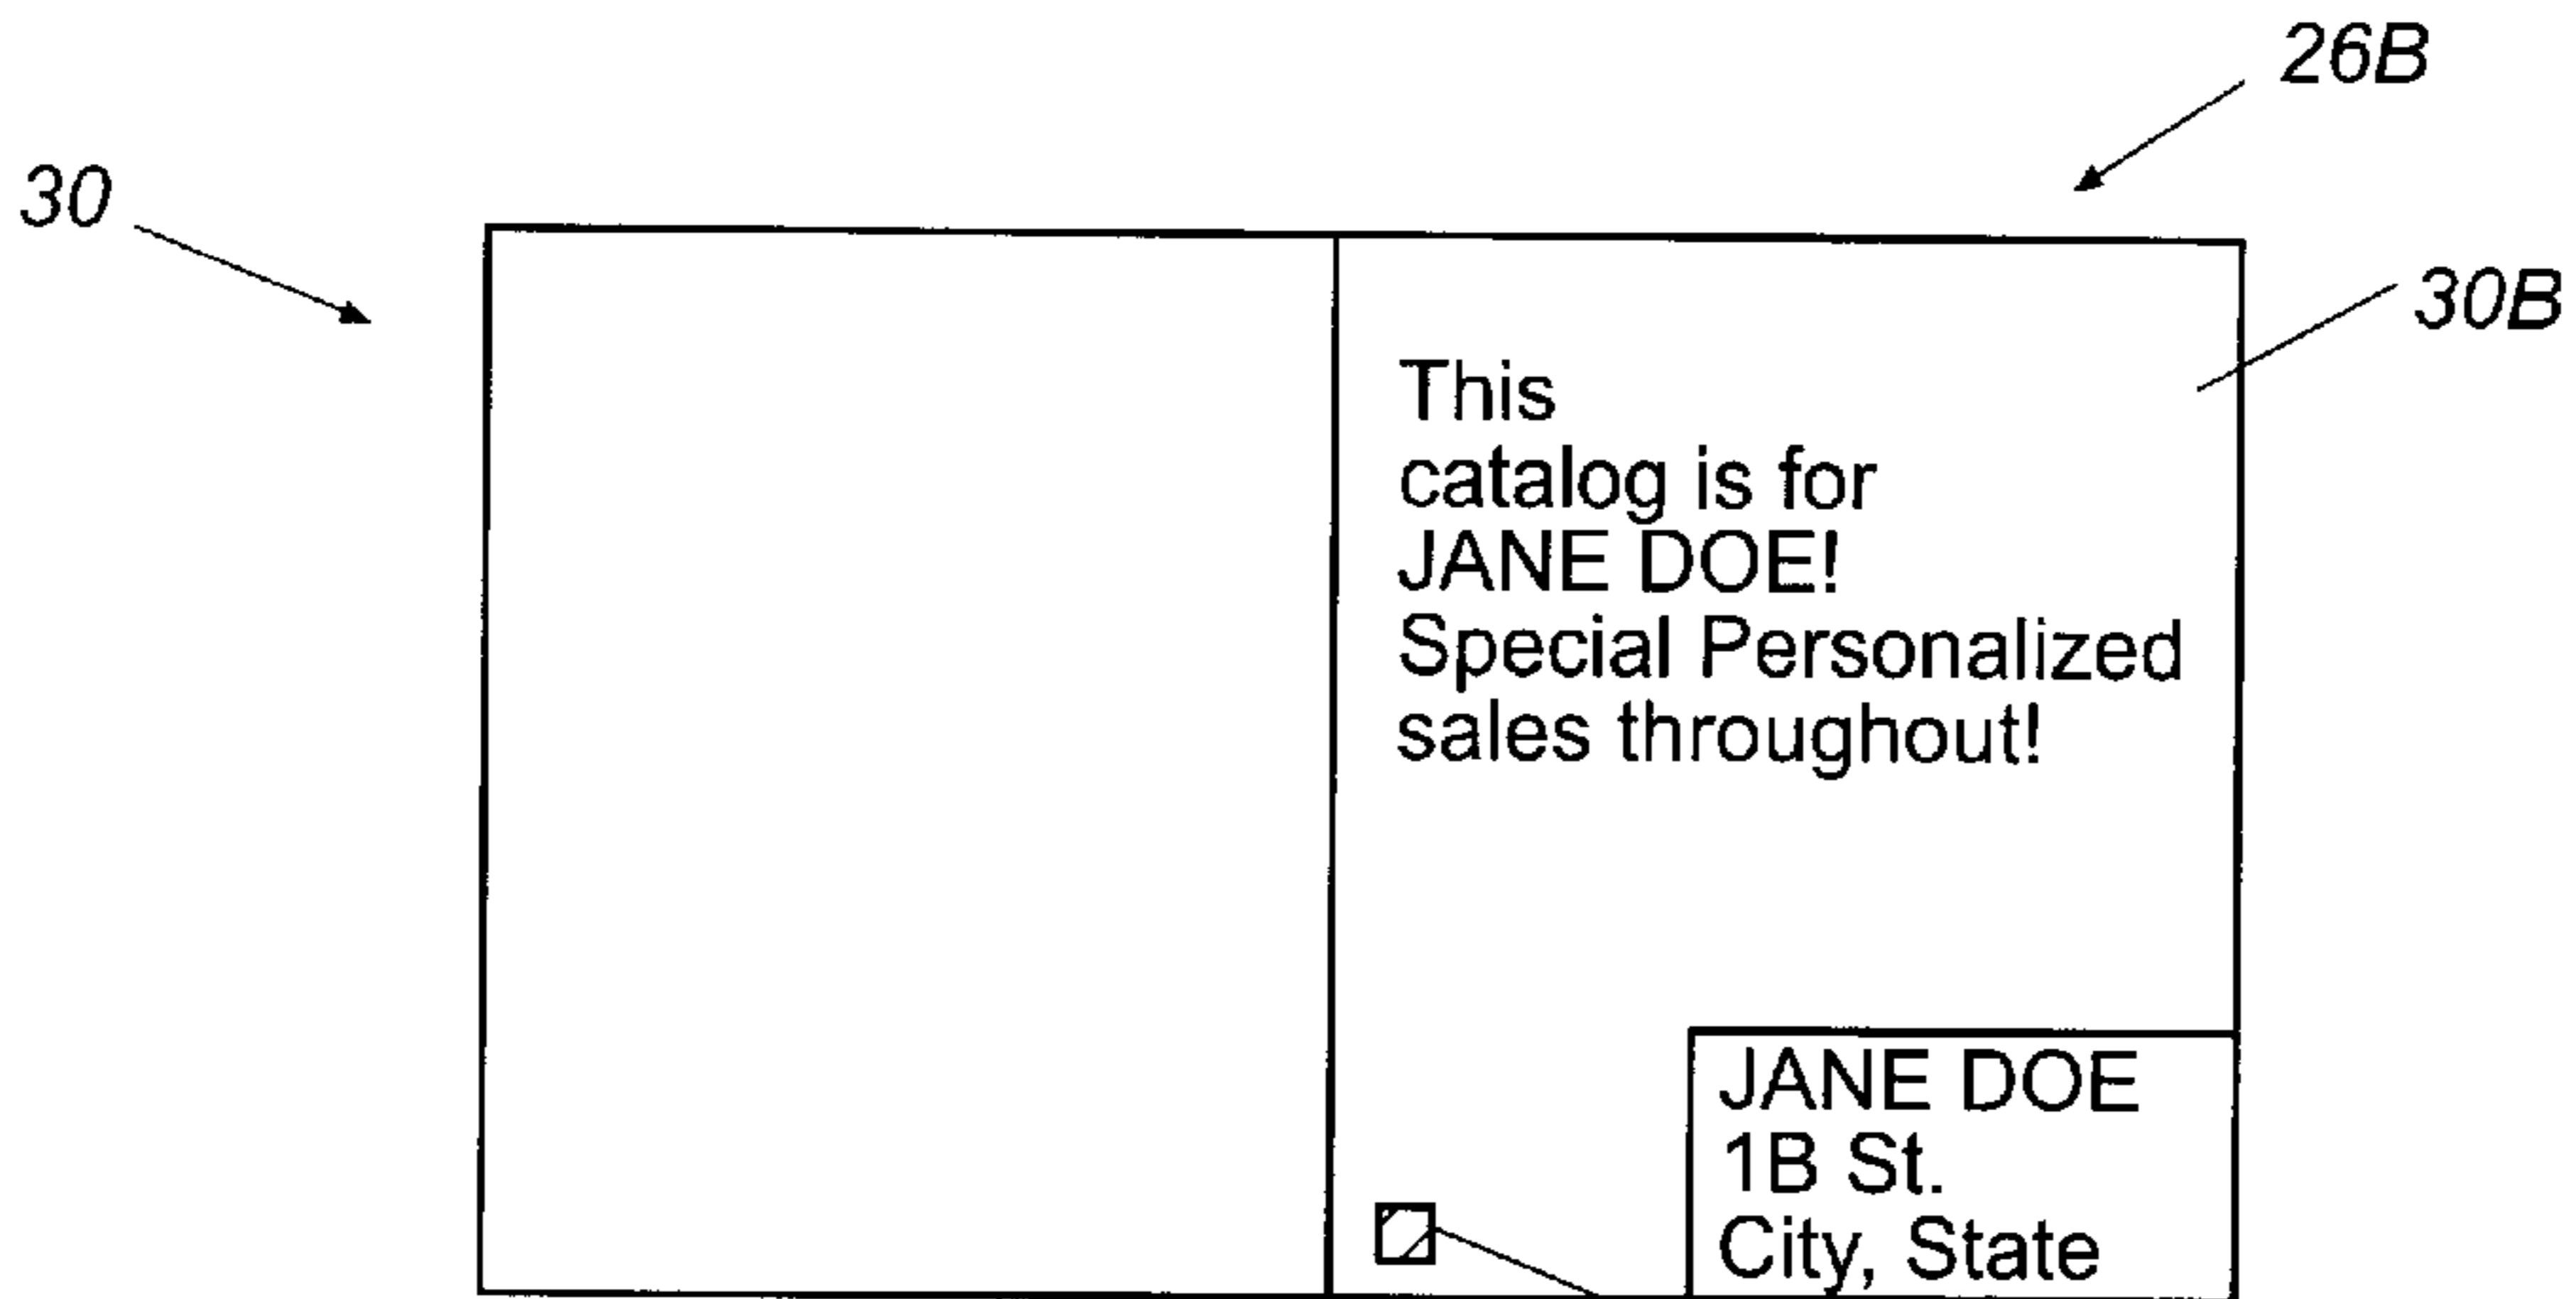 26B
30
30B
This
catalog is for
JANE DOE!
Special Personalized
sales throughout!
JANE DOE
1B St.
City, State